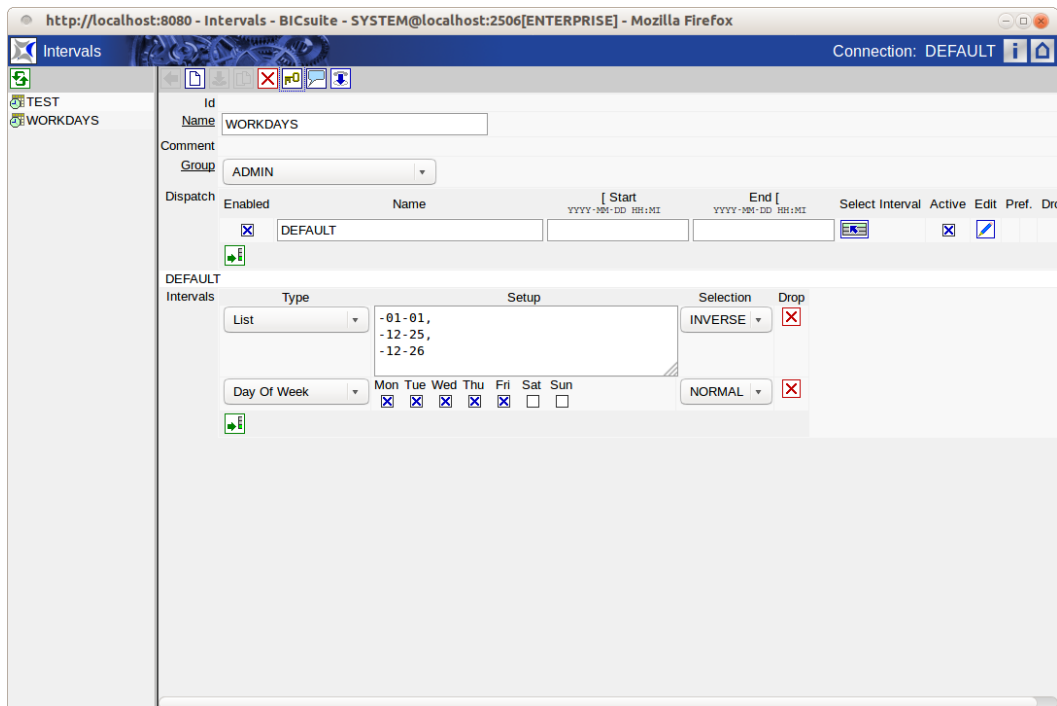 http://localhost:8080 - Intervals - BICsuite - SYSTEM@localhost:2506[ENTERPRISE] - Mozilla Firefox
Intervals
Connection: DEFAULT
TEST
WORKDAYS
Id
Name WORKDAYS
Comment
Group ADMIN
Dispatch Enabled Name [ Start End [ Select Interval Active Edit Pref. Dro
YYYY-MM-DD HH:MI YYYY-MM-DD HH:MI
DEFAULT
DEFAULT
Intervals Type Setup Selection Drop
List -01-01, INVERSE
-12-25,
-12-26
Mon Tue Wed Thu Fri Sat Sun
Day Of Week NORMAL